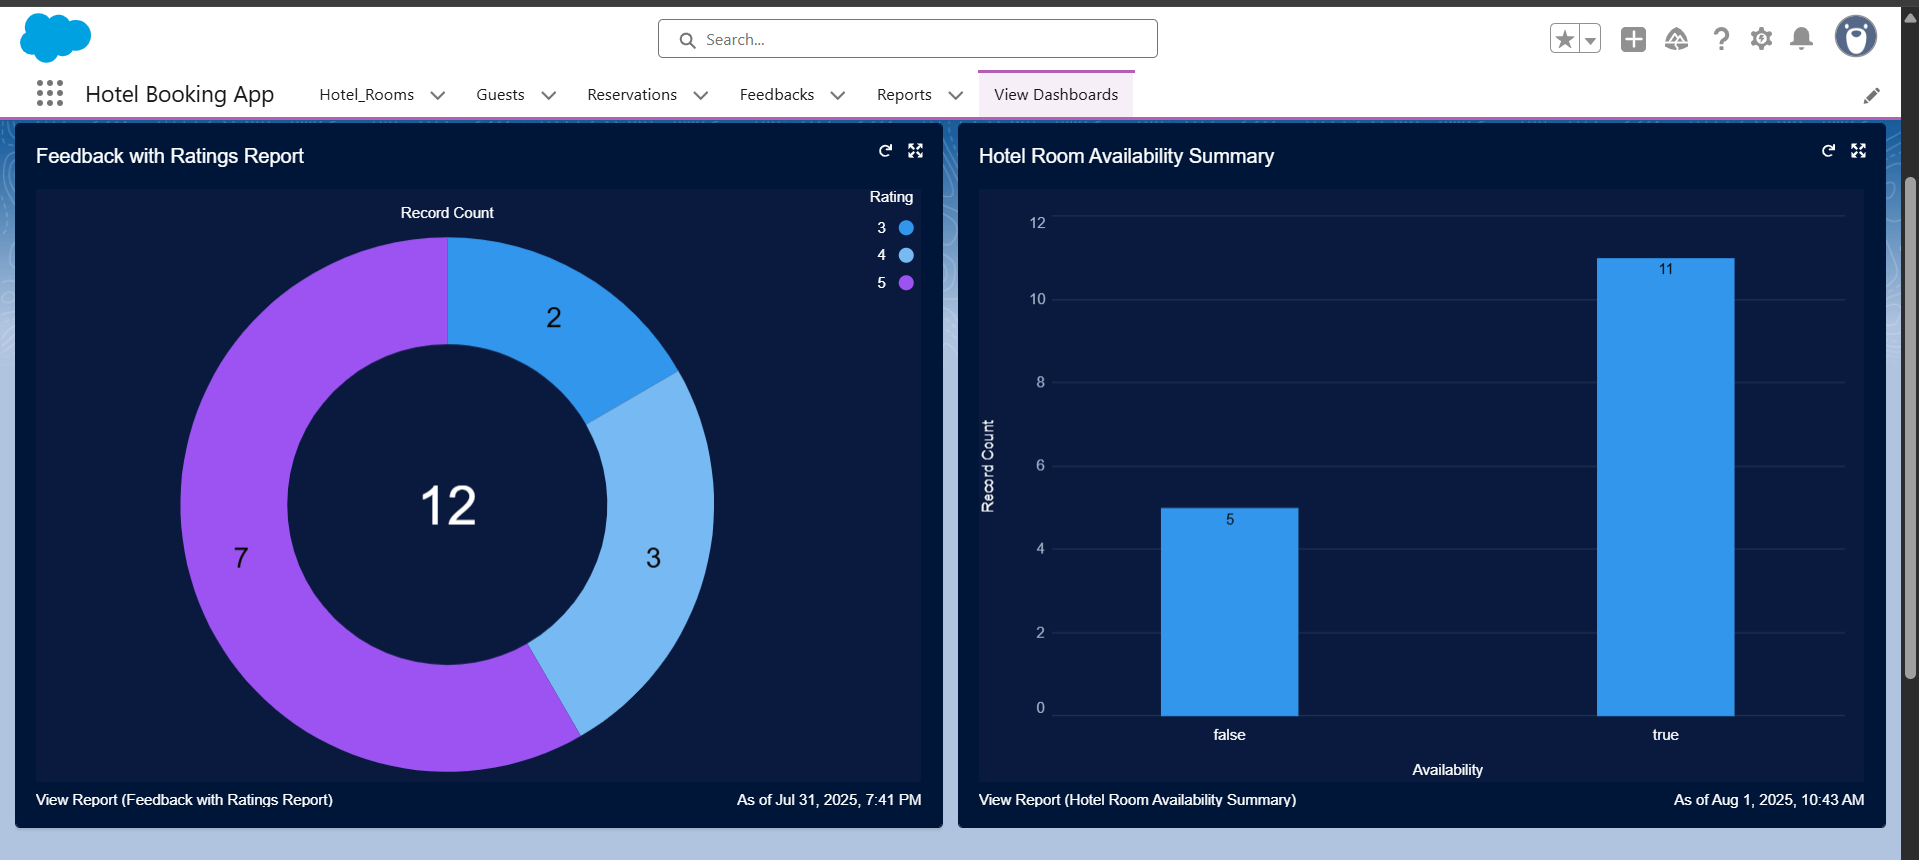 Search...
Hotel Booking App
Hotel_Rooms
Guests
Reservations
Feedbacks
Reports
View Dashboards
Feedback with Ratings Report
Record Count
Rating
3
4
5
2
3
7
12
View Report (Feedback with Ratings Report)
As of Jul 31, 2025, 7:41 PM
Hotel Room Availability Summary
Record Count
12
10
8
6
4
2
0
5
11
false
true
Availability
View Report (Hotel Room Availability Summary)
As of Aug 1, 2025, 10:43 AM